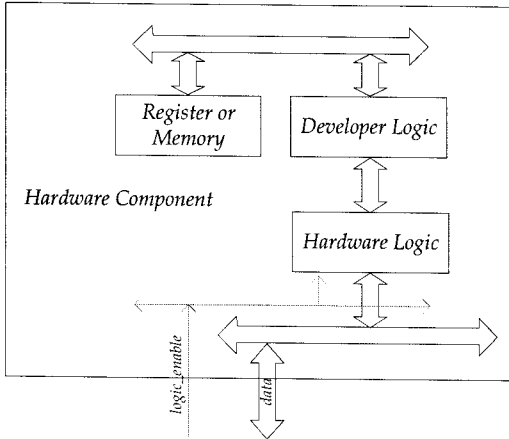 Register or
Memory
Developer Logic
Hardware Component
Hardware Logic
logic_enable
data